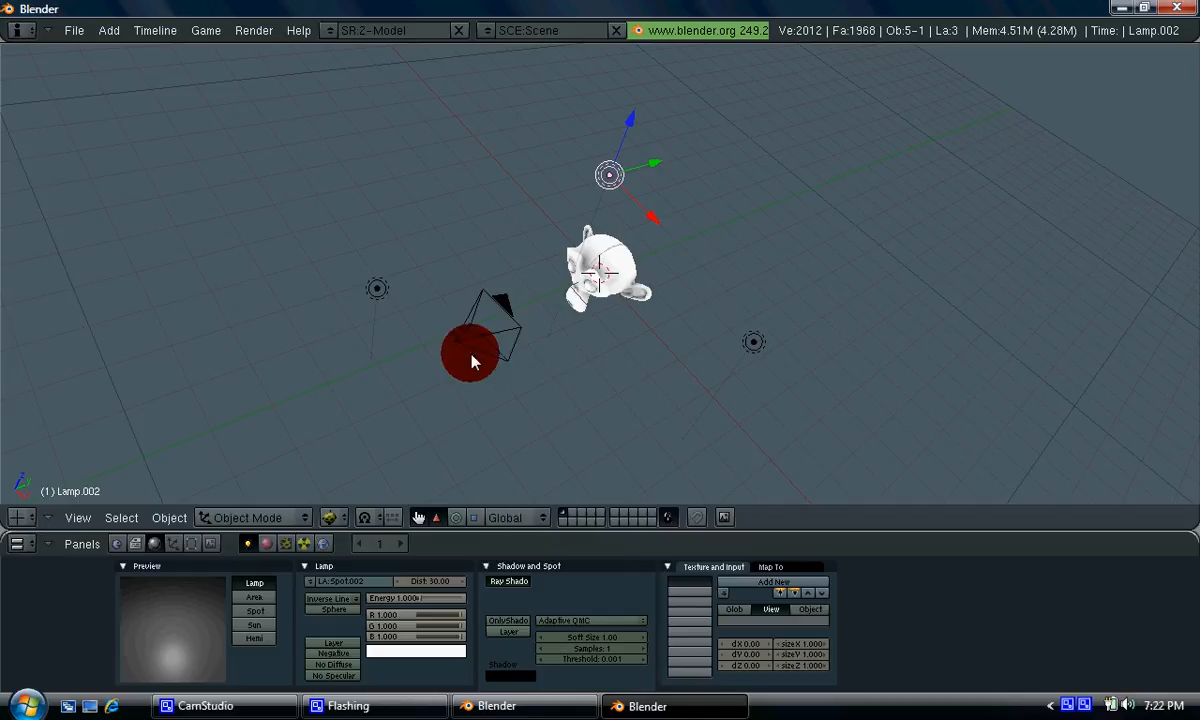 Blender
File Add Timeline Game Render Help SR:2-Model SCE:Scene www.blender.org 249.2 Ve:2012 | Fa:1968 | Ob:5-1 | La:3 | Mem:4.51M (4.28M) | Time: | Lamp.002
(1) Lamp.002
View Select Object Object Mode Global
Panels 1
Preview Lamp Shadow and Spot Texture and Input Map To
Lamp LA:Spot.002 Dist: 30.00 Ray Shado Add New
Area Inverse Line Energy 1.000
Spot Sphere R 1.000 OnlyShado Adaptive QMC Glob View Object
Sun G 1.000 Layer Soft Size 1.00
Hemi B 1.000 Samples: 1
Layer Threshold: 0.001 dX 0.00 sizeX 1.000
Negative dY 0.00 sizeY 1.000
No Diffuse Shadow dZ 0.00 sizeZ 1.000
No Specular
CamStudio Flashing Blender Blender 7:22 PM